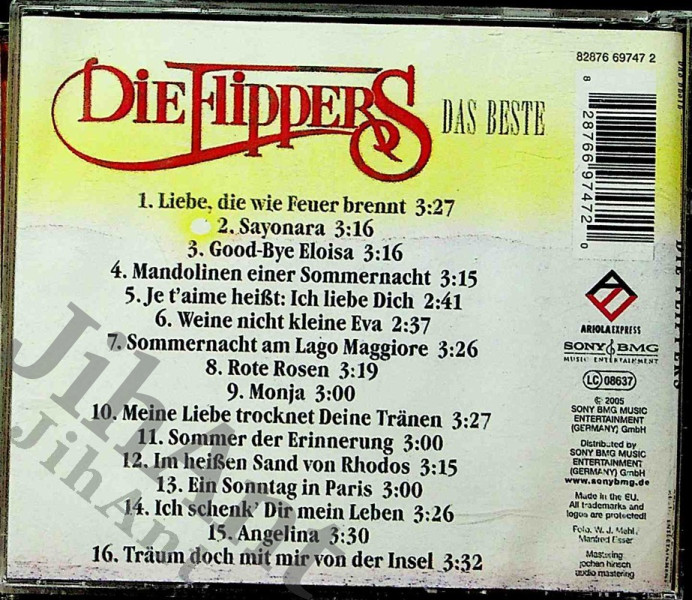 82876 69747 2
DIE FLIPPERS
DAS BESTE
8 28766 97472 0
1. Liebe, die wie Feuer brennt 3:27
2. Sayonara 3:16
3. Good-Bye Eloisa 3:16
4. Mandolinen einer Sommernacht 3:15
5. Je t'aime heißt: Ich liebe Dich 2:41
6. Weine nicht kleine Eva 2:37
7. Sommernacht am Lago Maggiore 3:26
8. Rote Rosen 3:19
9. Monja 3:00
10. Meine Liebe trocknet Deine Tränen 3:27
11. Sommer der Erinnerung 3:00
12. Im heißen Sand von Rhodos 3:15
13. Ein Sonntag in Paris 3:00
14. Ich schenk' Dir mein Leben 3:26
15. Angelina 3:30
16. Träum doch mit mir von der Insel 3:32
ARIOLA EXPRESS
SONY BMG
MUSIC ENTERTAINMENT
LC 08637
© 2005
SONY BMG MUSIC
ENTERTAINMENT
(GERMANY) GmbH
Distributed by
SONY BMG MUSIC
ENTERTAINMENT
(GERMANY) GmbH
www.sonybmg.de
Made in the EU.
All trademarks and
logos are protected!
Foto: W. J. Mehl,
Manfred Esser
Mastering
jochen hinsch
audio mastering
DIE FLIPPERS
DAS BESTE
JihAnt
JihAnt